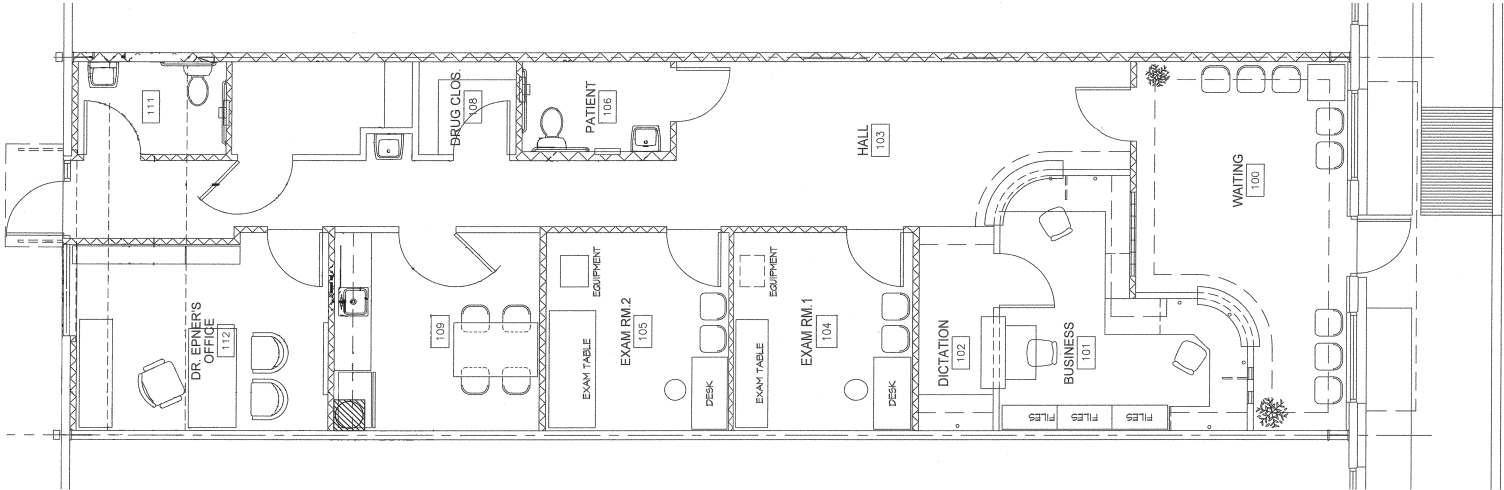 111
DRUG CLOS.
108
PATIENT
106
HALL
103
WAITING
100
DR. EPNER'S
OFFICE
112
109
EQUIPMENT
EXAM TABLE
EXAM RM.2
105
DESK
EQUIPMENT
EXAM TABLE
EXAM RM.1
104
DESK
DICTATION
102
BUSINESS
101
FILES
FILES
FILES